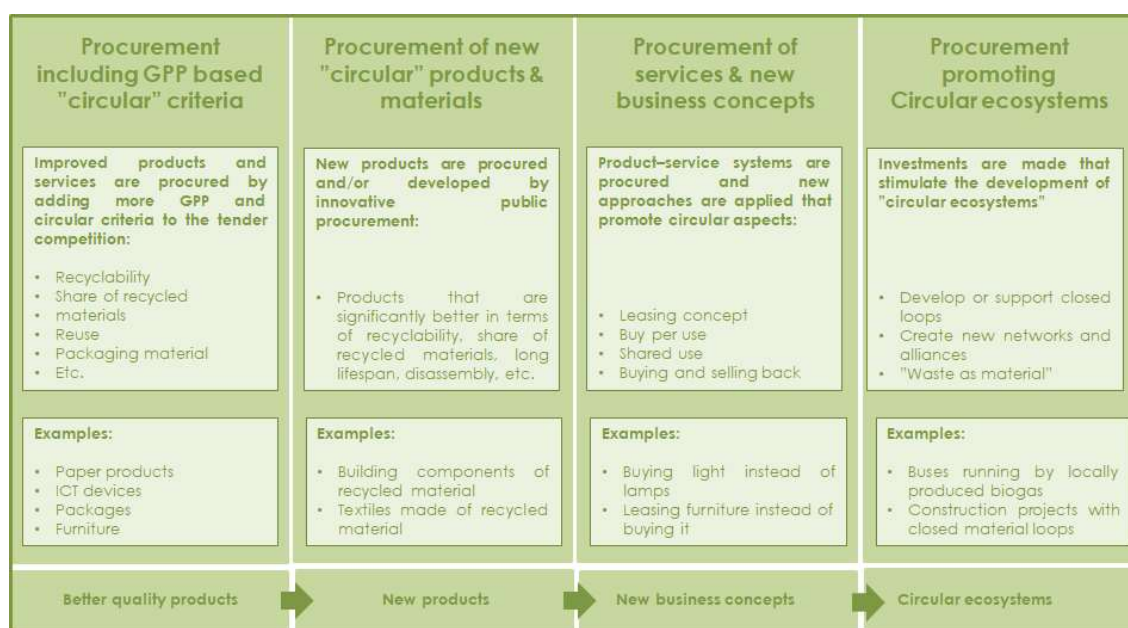 Procurement
including GPP based
"circular" criteria
Improved products and
services are procured by
adding more GPP and
circular criteria to the tender
competition:
• Recyclability
• Share of recycled
• materials
• Reuse
• Packaging material
• Etc.
Examples:
• Paper products
• ICT devices
• Packages
• Furniture
Better quality products
Procurement of new
"circular" products &
materials
New products are procured
and/or developed by
innovative public
procurement:
• Products that are
significantly better in terms
of recyclability, share of
recycled materials, long
lifespan, disassembly, etc.
Examples:
• Building components of
recycled material
• Textiles made of recycled
material
New products
Procurement of
services & new
business concepts
Product–service systems are
procured and new
approaches are applied that
promote circular aspects:
• Leasing concept
• Buy per use
• Shared use
• Buying and selling back
Examples:
• Buying light instead of
lamps
• Leasing furniture instead of
buying it
New business concepts
Procurement
promoting
Circular ecosystems
Investments are made that
stimulate the development of
"circular ecosystems"
• Develop or support closed
loops
• Create new networks and
alliances
• "Waste as material"
Examples:
• Buses running by locally
produced biogas
• Construction projects with
closed material loops
Circular ecosystems